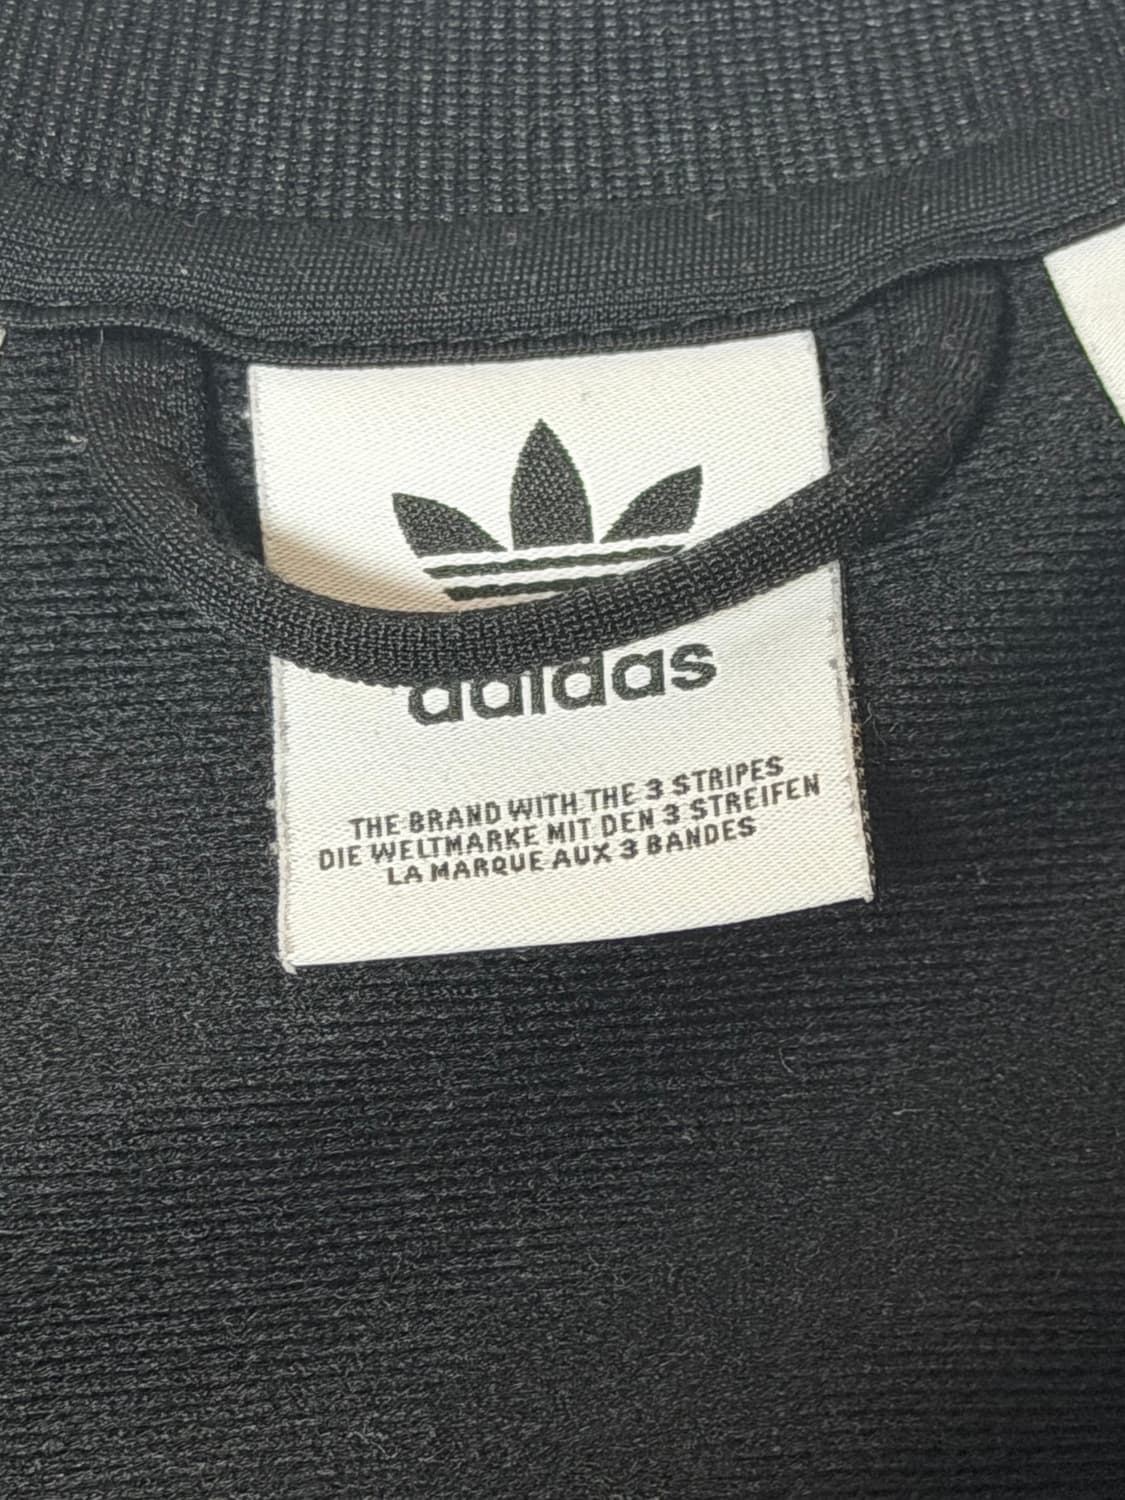 adidas
THE BRAND WITH THE 3 STRIPES
DIE WELTMARKE MIT DEN 3 STREIFEN
LA MARQUE AUX 3 BANDES